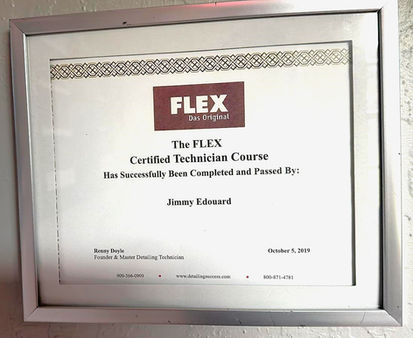 FLEX
Das Original
The FLEX
Certified Technician Course
Has Successfully Been Completed and Passed By:
Jimmy Edouard
Renny Doyle October 5, 2019
Founder & Master Detailing Technician
909-366-0900 • www.detailingsuccess.com • 800-871-4781